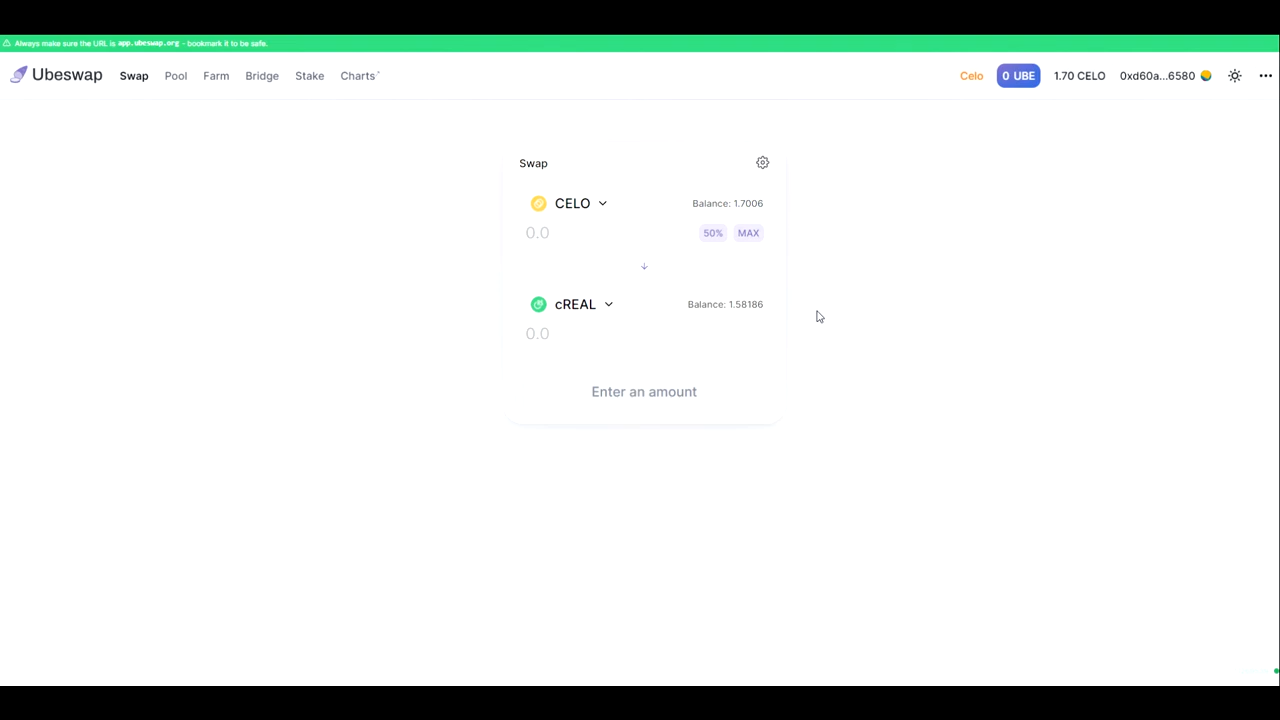 Always make sure the URL is app.ubeswap.org - bookmark it to be safe.
Ubeswap Swap Pool Farm Bridge Stake Charts Celo 0 UBE 1.70 CELO 0xd60a...6580
Swap
CELO Balance: 1.7006
0.0 50% MAX
cREAL Balance: 1.58186
0.0
Enter an amount